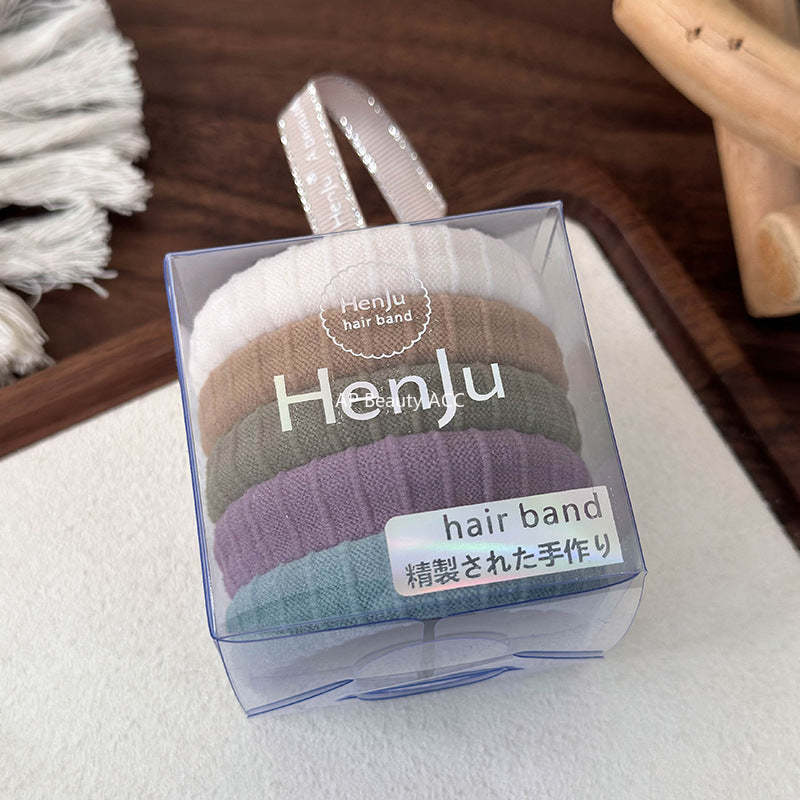 HenJu
hair band
HenJu
AP Beauty ACC
hair band
精製された手作り